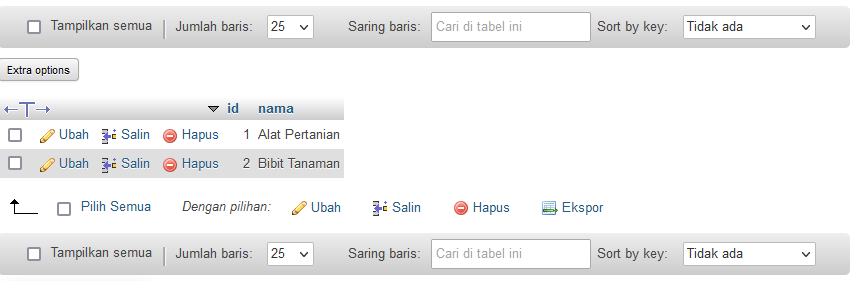 Tampilkan semua Jumlah baris: 25 Saring baris: Cari di tabel ini Sort by key: Tidak ada
Extra options
id nama
Ubah Salin Hapus 1 Alat Pertanian
Ubah Salin Hapus 2 Bibit Tanaman
Pilih Semua Dengan pilihan: Ubah Salin Hapus Ekspor
Tampilkan semua Jumlah baris: 25 Saring baris: Cari di tabel ini Sort by key: Tidak ada